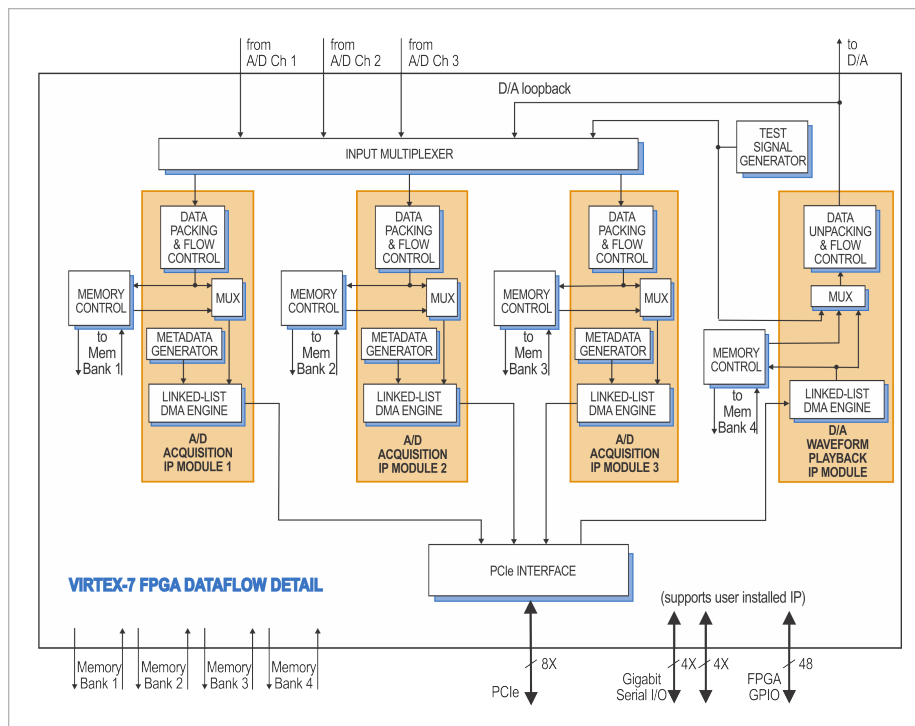 from
A/D Ch 1
from
A/D Ch 2
from
A/D Ch 3
to
D/A
D/A loopback
INPUT MULTIPLEXER
TEST
SIGNAL
GENERATOR
DATA
PACKING
& FLOW
CONTROL
MEMORY
CONTROL
MUX
to
Mem
Bank 1
METADATA
GENERATOR
LINKED-LIST
DMA ENGINE
A/D
ACQUISITION
IP MODULE 1
DATA
PACKING
& FLOW
CONTROL
MEMORY
CONTROL
MUX
to
Mem
Bank 2
METADATA
GENERATOR
LINKED-LIST
DMA ENGINE
A/D
ACQUISITION
IP MODULE 2
DATA
PACKING
& FLOW
CONTROL
MEMORY
CONTROL
MUX
to
Mem
Bank 3
METADATA
GENERATOR
LINKED-LIST
DMA ENGINE
A/D
ACQUISITION
IP MODULE 3
DATA
UNPACKING
& FLOW
CONTROL
MUX
MEMORY
CONTROL
to
Mem
Bank 4
LINKED-LIST
DMA ENGINE
D/A
WAVEFORM
PLAYBACK
IP MODULE
PCIe INTERFACE
VIRTEX-7 FPGA DATAFLOW DETAIL
(supports user installed IP)
Memory
Bank 1
Memory
Bank 2
Memory
Bank 3
Memory
Bank 4
8X
PCIe
4X
4X
Gigabit
Serial I/O
48
FPGA
GPIO